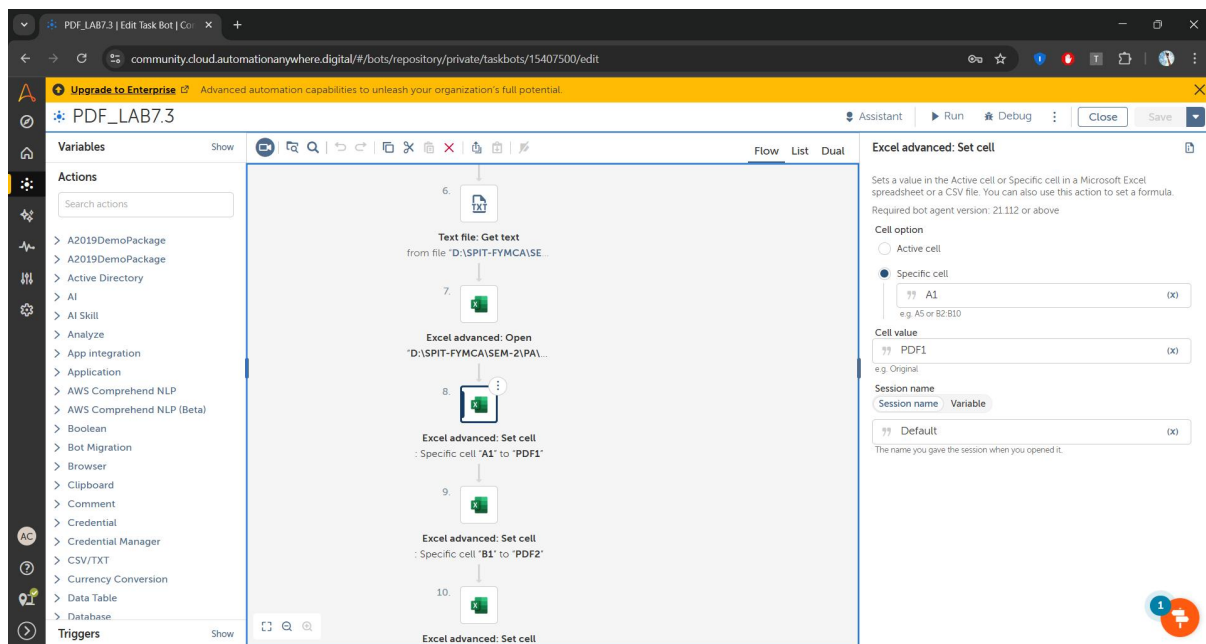 PDF_LAB7.3 | Edit Task Bot | Co
community.cloud.automationanywhere.digital/#/bots/repository/private/taskbots/15407500/edit
Upgrade to Enterprise Advanced automation capabilities to unleash your organization's full potential.
PDF_LAB7.3
Assistant Run Debug Close Save
Variables Show
Flow List Dual
Actions
Search actions
A2019DemoPackage
A2019DemoPackage
Active Directory
AI
AI Skill
Analyze
App integration
Application
AWS Comprehend NLP
AWS Comprehend NLP (Beta)
Boolean
Bot Migration
Browser
Clipboard
Comment
Credential
Credential Manager
CSV/TXT
Currency Conversion
Data Table
Database
Triggers Show
AC
6.
TXT
Text file: Get text
from file "D:\SPIT-FYMCA\SE...
7.
Excel advanced: Open
"D:\SPIT-FYMCA\SEM-2\PA\...
8.
Excel advanced: Set cell
: Specific cell "A1" to "PDF1"
9.
Excel advanced: Set cell
: Specific cell "B1" to "PDF2"
10.
Excel advanced: Set cell
Excel advanced: Set cell
Sets a value in the Active cell or Specific cell in a Microsoft Excel
spreadsheet or a CSV file. You can also use this action to set a formula.
Required bot agent version: 21.112 or above
Cell option
Active cell
Specific cell
A1 (x)
e.g. A5 or B2:B10
Cell value
PDF1 (x)
e.g. Original
Session name
Session name Variable
Default (x)
The name you gave the session when you opened it.
1